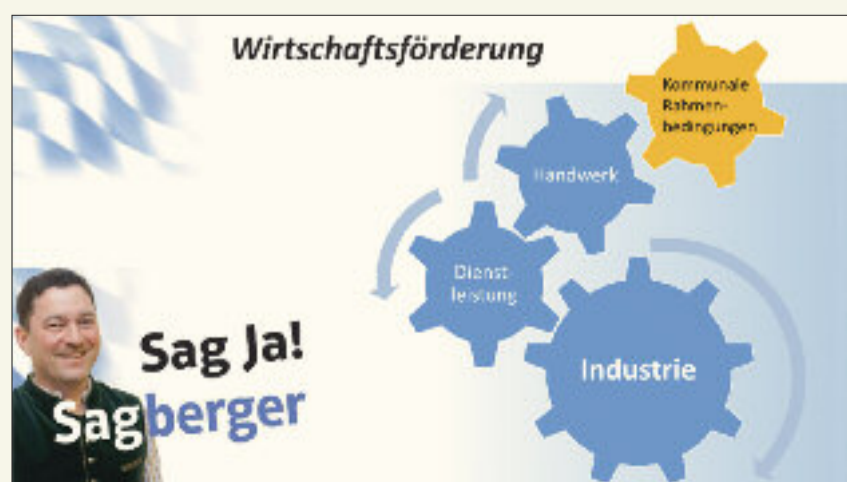 Wirtschaftsförderung
Kommunale
Rahmen-
bedingungen
Handwerk
Dienst
leistung
Industrie
Sag Ja!
Sagberger